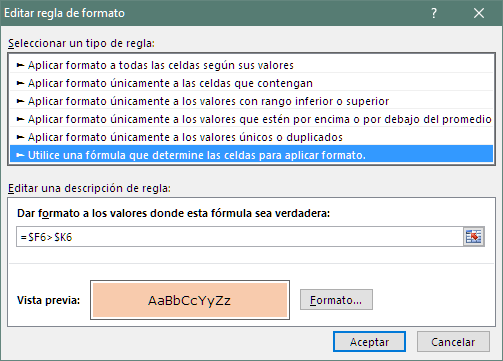 Editar regla de formato
?
Seleccionar un tipo de regla:
► Aplicar formato a todas las celdas según sus valores
► Aplicar formato únicamente a las celdas que contengan
► Aplicar formato únicamente a los valores con rango inferior o superior
► Aplicar formato únicamente a los valores que estén por encima o por debajo del promedio
► Aplicar formato únicamente a los valores únicos o duplicados
► Utilice una fórmula que determine las celdas para aplicar formato.
Editar una descripción de regla:
Dar formato a los valores donde esta fórmula sea verdadera:
=$F6>$K6
Vista previa:
AaBbCcYyZz
Formato...
Aceptar
Cancelar